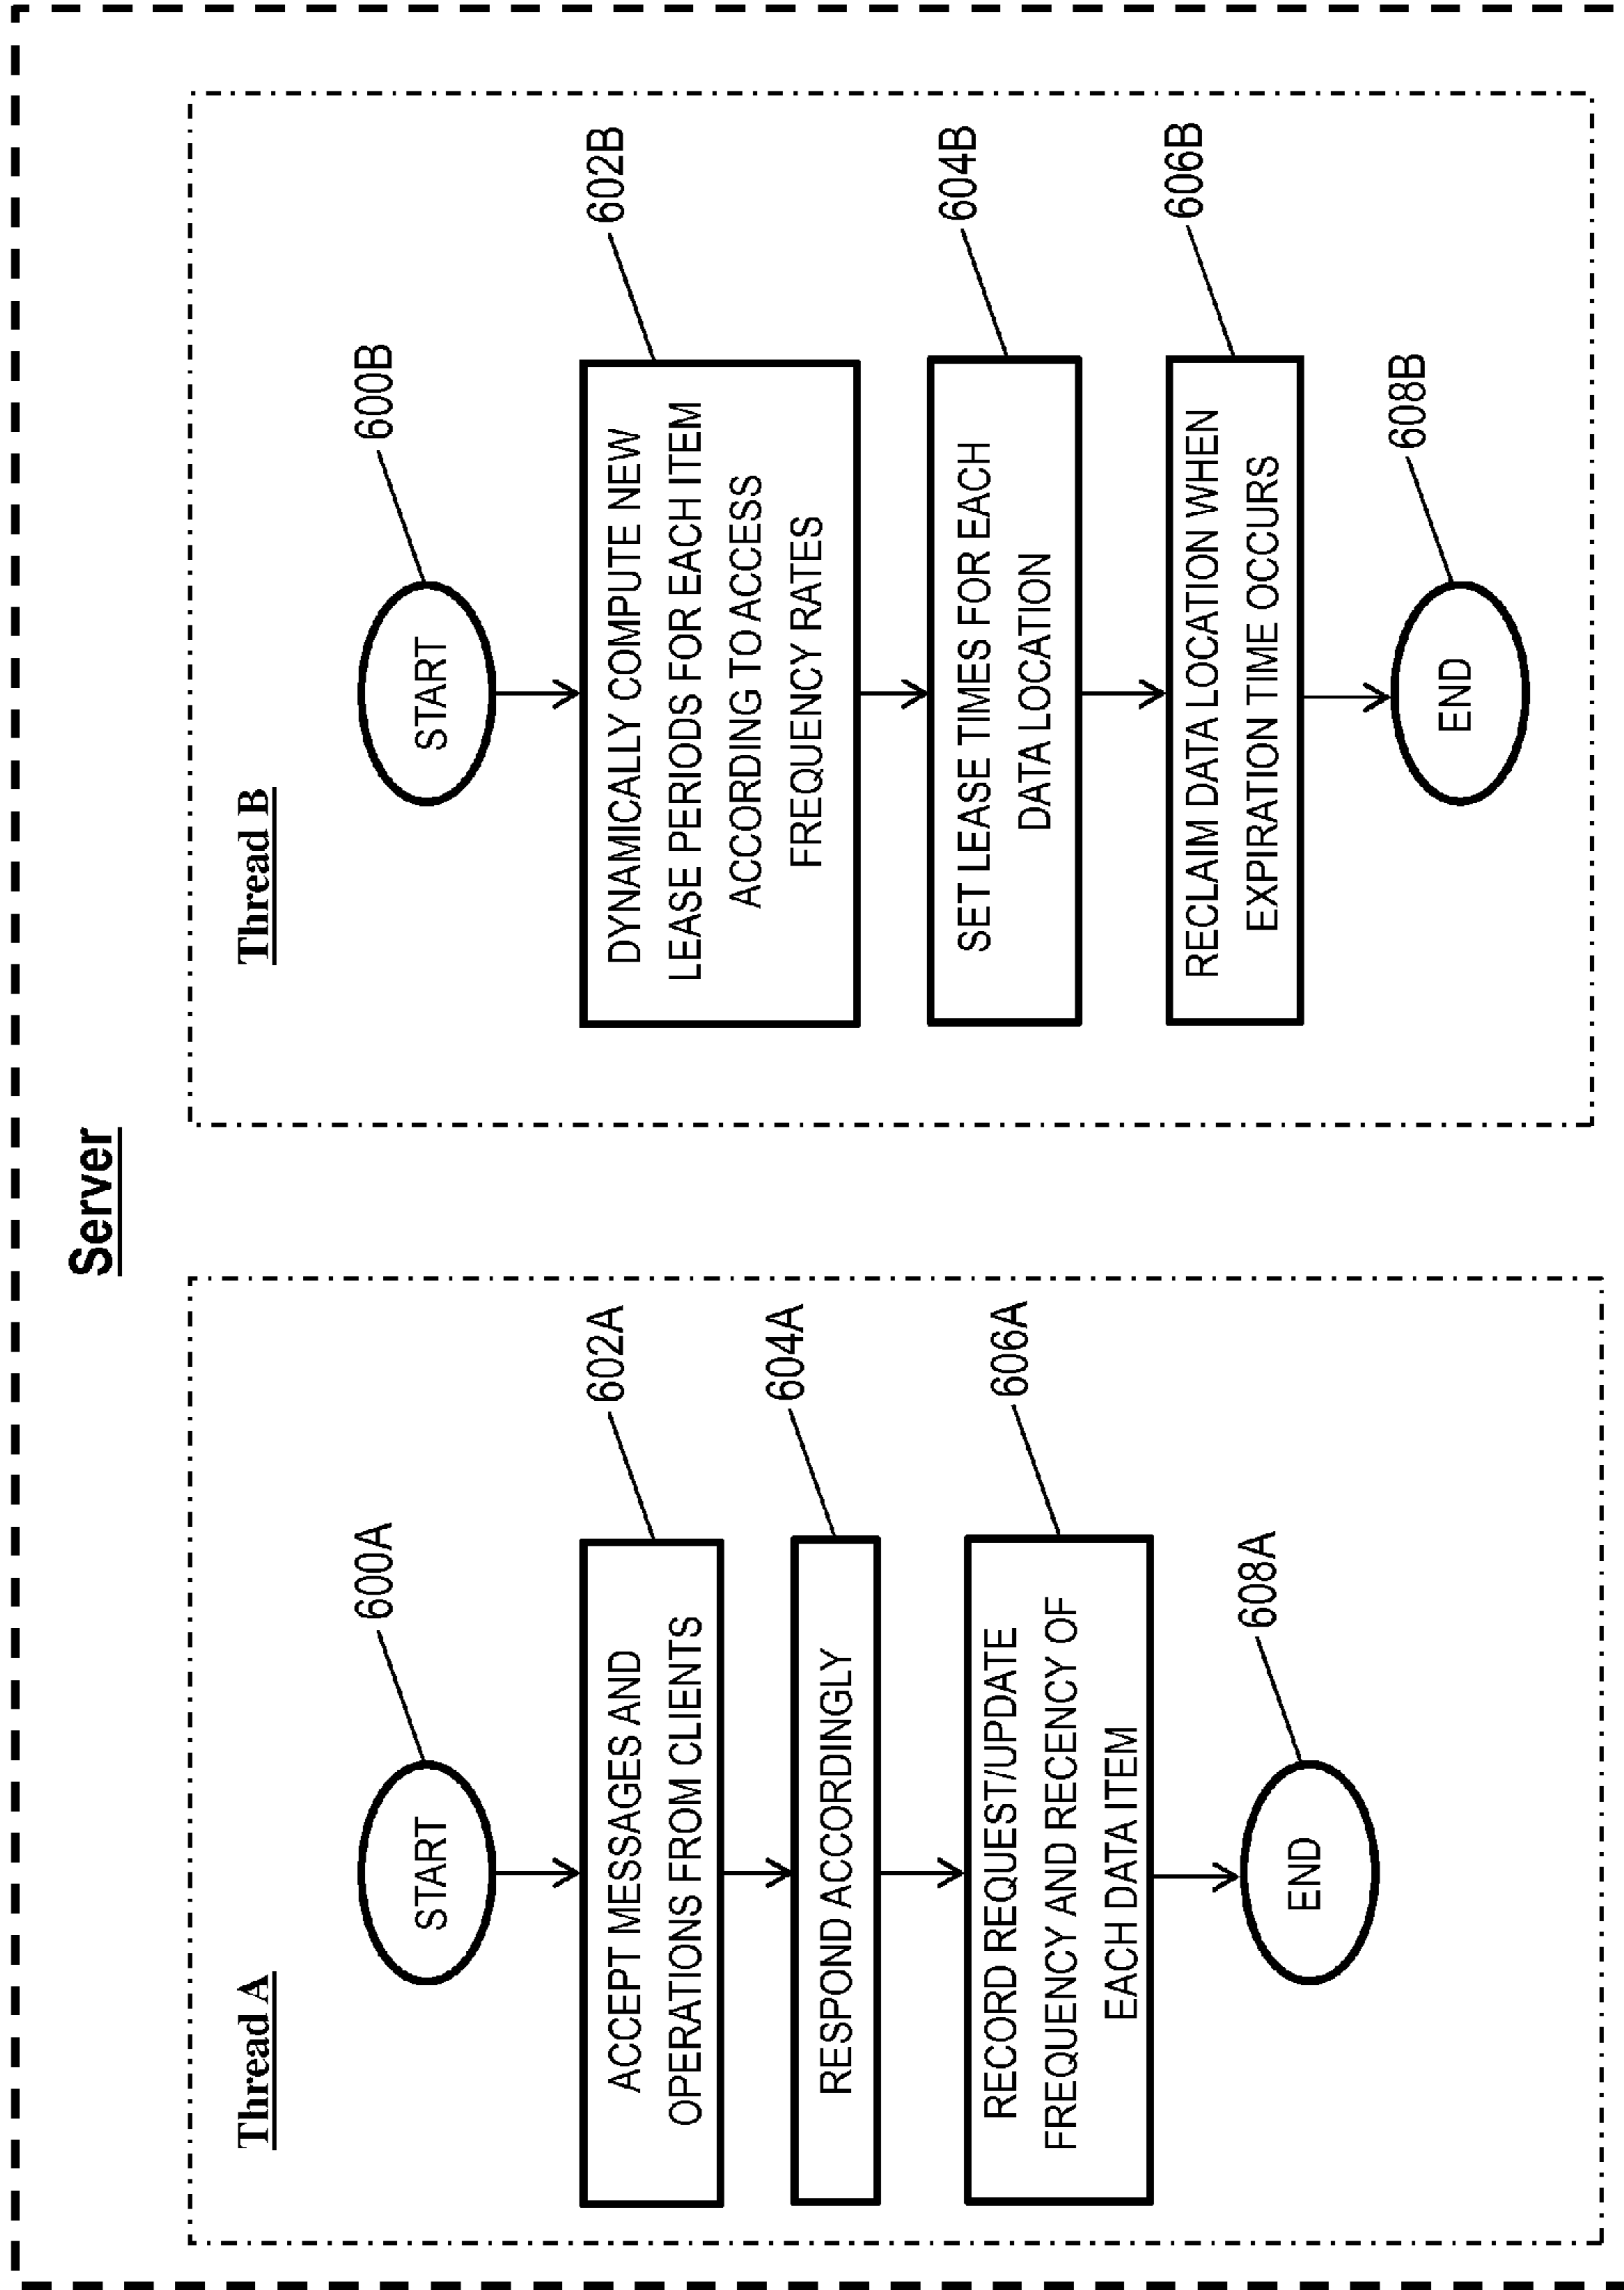 Server
Thread A
600A
START
602A
ACCEPT MESSAGES AND
OPERATIONS FROM CLIENTS
604A
RESPOND ACCORDINGLY
606A
RECORD REQUEST/UPDATE
FREQUENCY AND RECENCY OF
EACH DATA ITEM
608A
END
Thread B
600B
START
602B
DYNAMICALLY COMPUTE NEW
LEASE PERIODS FOR EACH ITEM
ACCORDING TO ACCESS
FREQUENCY RATES
604B
SET LEASE TIMES FOR EACH
DATA LOCATION
606B
RECLAIM DATA LOCATION WHEN
EXPIRATION TIME OCCURS
608B
END